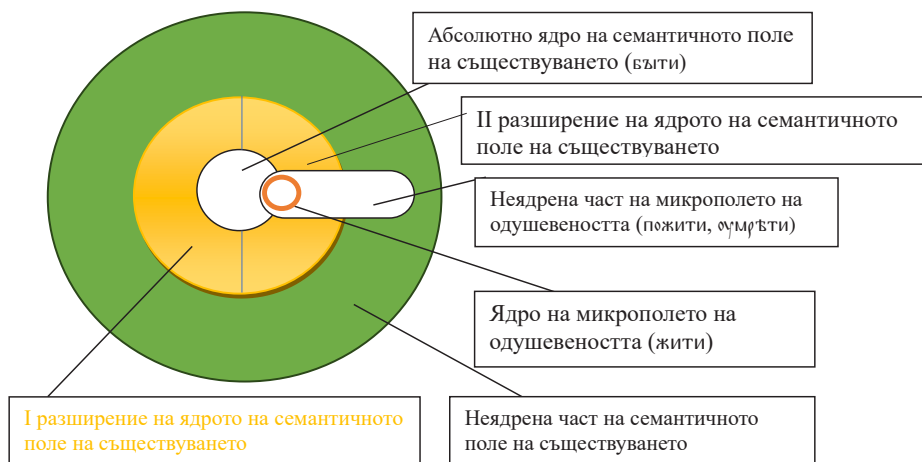 Абсолютно ядро на семантичното поле
на съществуването (бꙑти)
II разширение на ядрото на семантичното
поле на съществуването
Неядрена част на микрополето на
одушевеността (пожити, оумрѣти)
Ядро на микрополето на
одушевеността (жити)
I разширение на ядрото на семантичното
поле на съществуването
Неядрена част на семантичното
поле на съществуването